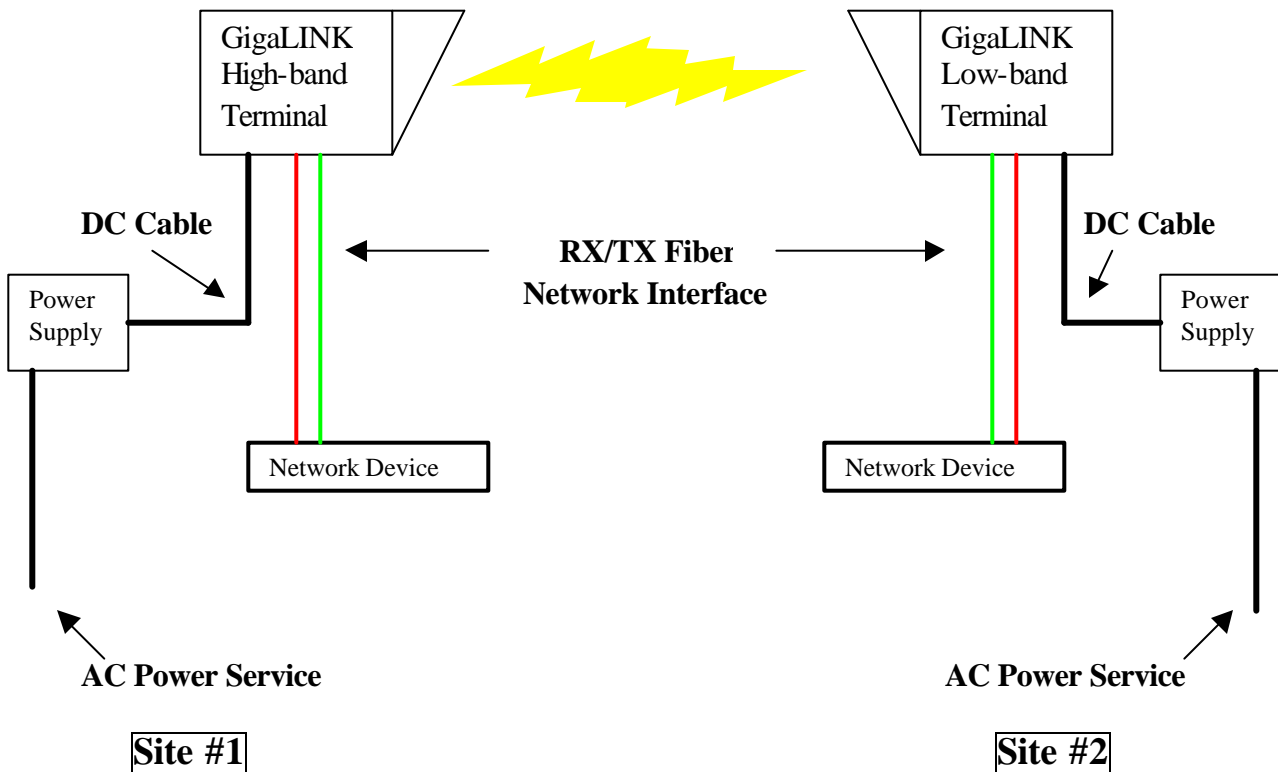 GigaLINK
High-band
Terminal
GigaLINK
Low-band
Terminal
DC Cable
RX/TX Fiber
Network Interface
DC Cable
Power
Supply
Power
Supply
Network Device
Network Device
AC Power Service
AC Power Service
Site #1
Site #2